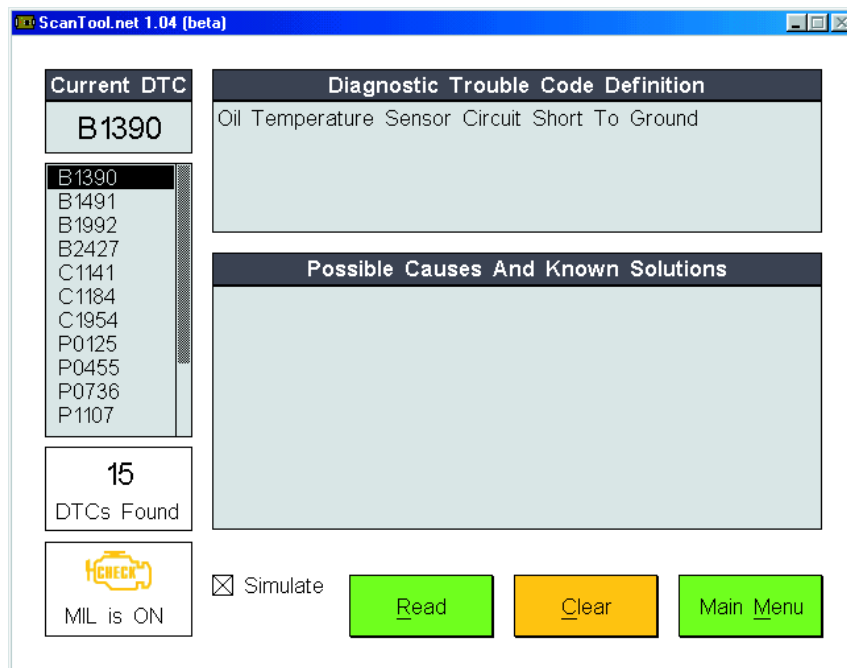 ScanTool.net 1.04 (beta)
Current DTC
B1390
B1390
B1491
B1992
B2427
C1141
C1184
C1954
P0125
P0455
P0736
P1107
15
DTCs Found
CHECK
MIL is ON
Diagnostic Trouble Code Definition
Oil Temperature Sensor Circuit Short To Ground
Possible Causes And Known Solutions
Simulate
Read
Clear
Main Menu